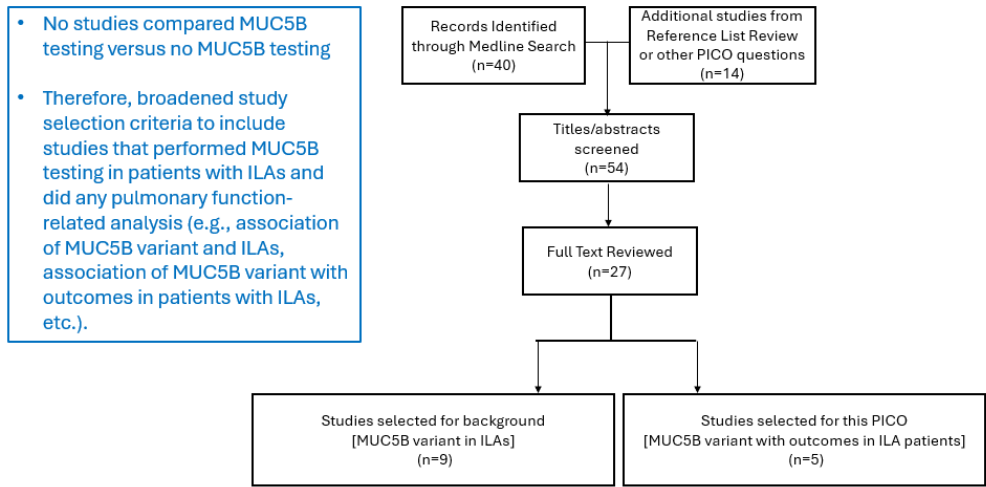 • No studies compared MUC5B
testing versus no MUC5B testing
• Therefore, broadened study
selection criteria to include
studies that performed MUC5B
testing in patients with ILAs and
did any pulmonary function-
related analysis (e.g., association
of MUC5B variant and ILAs,
association of MUC5B variant with
outcomes in patients with ILAs,
etc.).
Records Identified
through Medline Search
(n=40)
Additional studies from
Reference List Review
or other PICO questions
(n=14)
Titles/abstracts
screened
(n=54)
Full Text Reviewed
(n=27)
Studies selected for background
[MUC5B variant in ILAs]
(n=9)
Studies selected for this PICO
[MUC5B variant with outcomes in ILA patients]
(n=5)